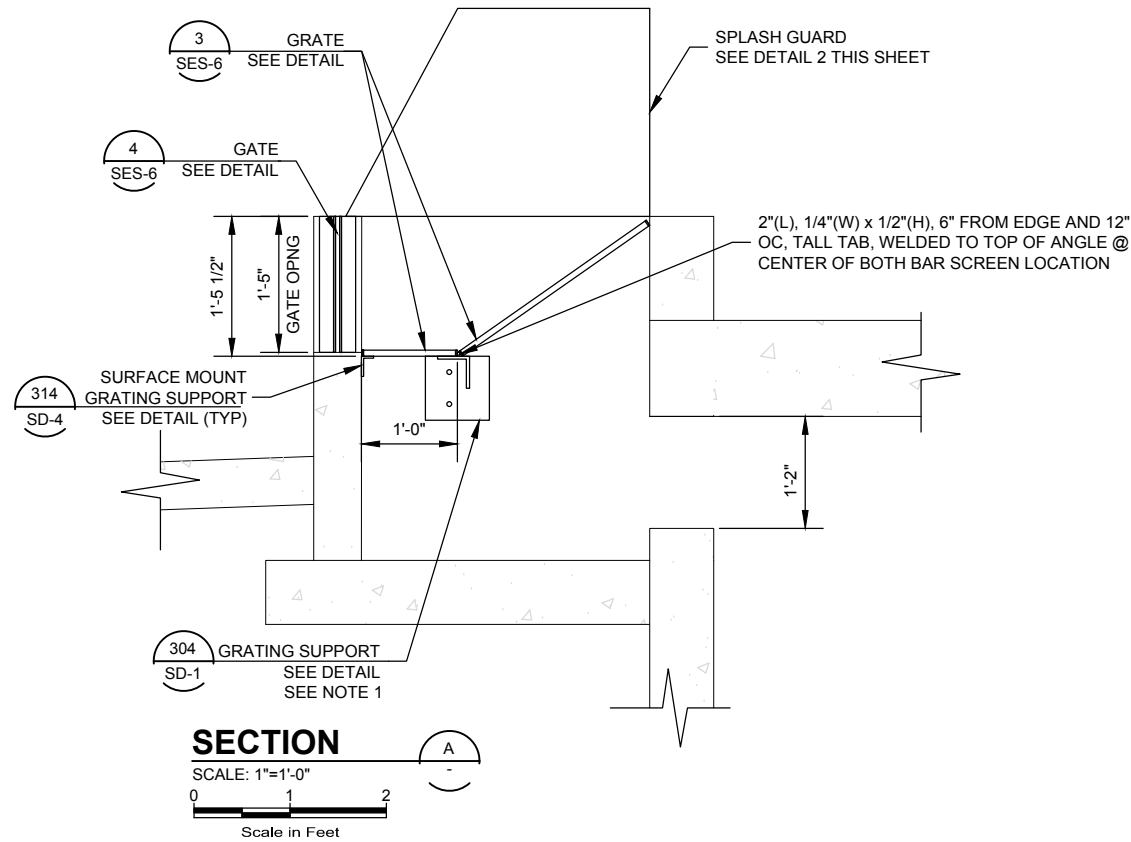 3
SES-6
GRATE
SEE DETAIL
SPLASH GUARD
SEE DETAIL 2 THIS SHEET
4
SES-6
GATE
SEE DETAIL
2"(L), 1/4"(W) x 1/2"(H), 6" FROM EDGE AND 12"
OC, TALL TAB, WELDED TO TOP OF ANGLE @
CENTER OF BOTH BAR SCREEN LOCATION
1'-5 1/2"
1'-5"
GATE OPNG
314
SD-4
SURFACE MOUNT
GRATING SUPPORT
SEE DETAIL (TYP)
1'-0"
1'-2"
304
SD-1
GRATING SUPPORT
SEE DETAIL
SEE NOTE 1
SECTION
A
-
SCALE: 1"=1'-0"
0 1 2
Scale in Feet